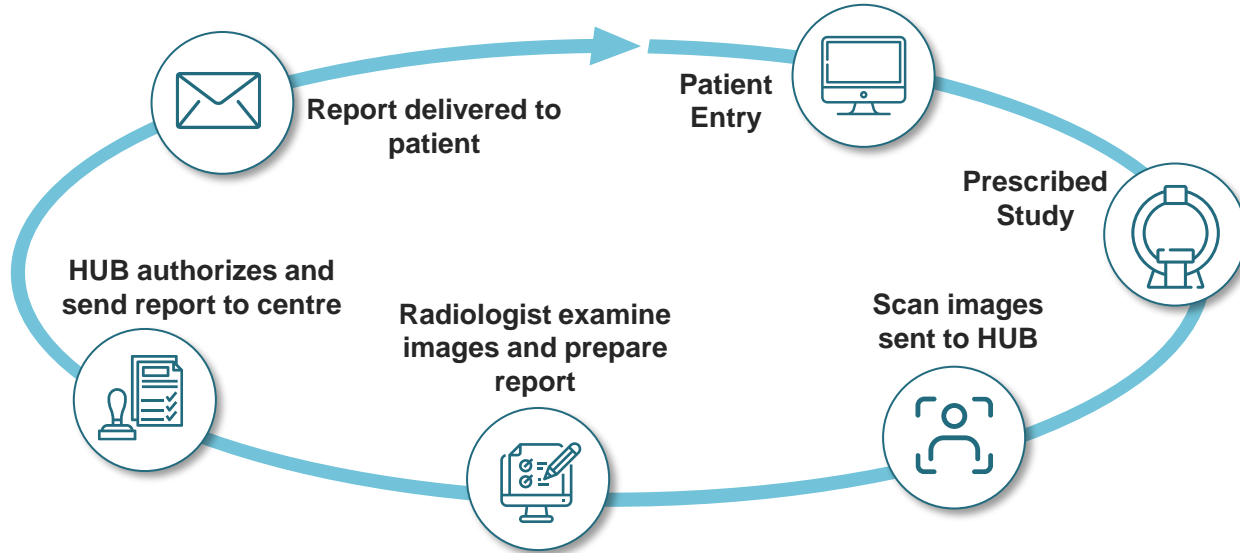 Patient
Entry
Prescribed
Study
Scan images
sent to HUB
Radiologist examine
images and prepare
report
HUB authorizes and
send report to centre
Report delivered to
patient